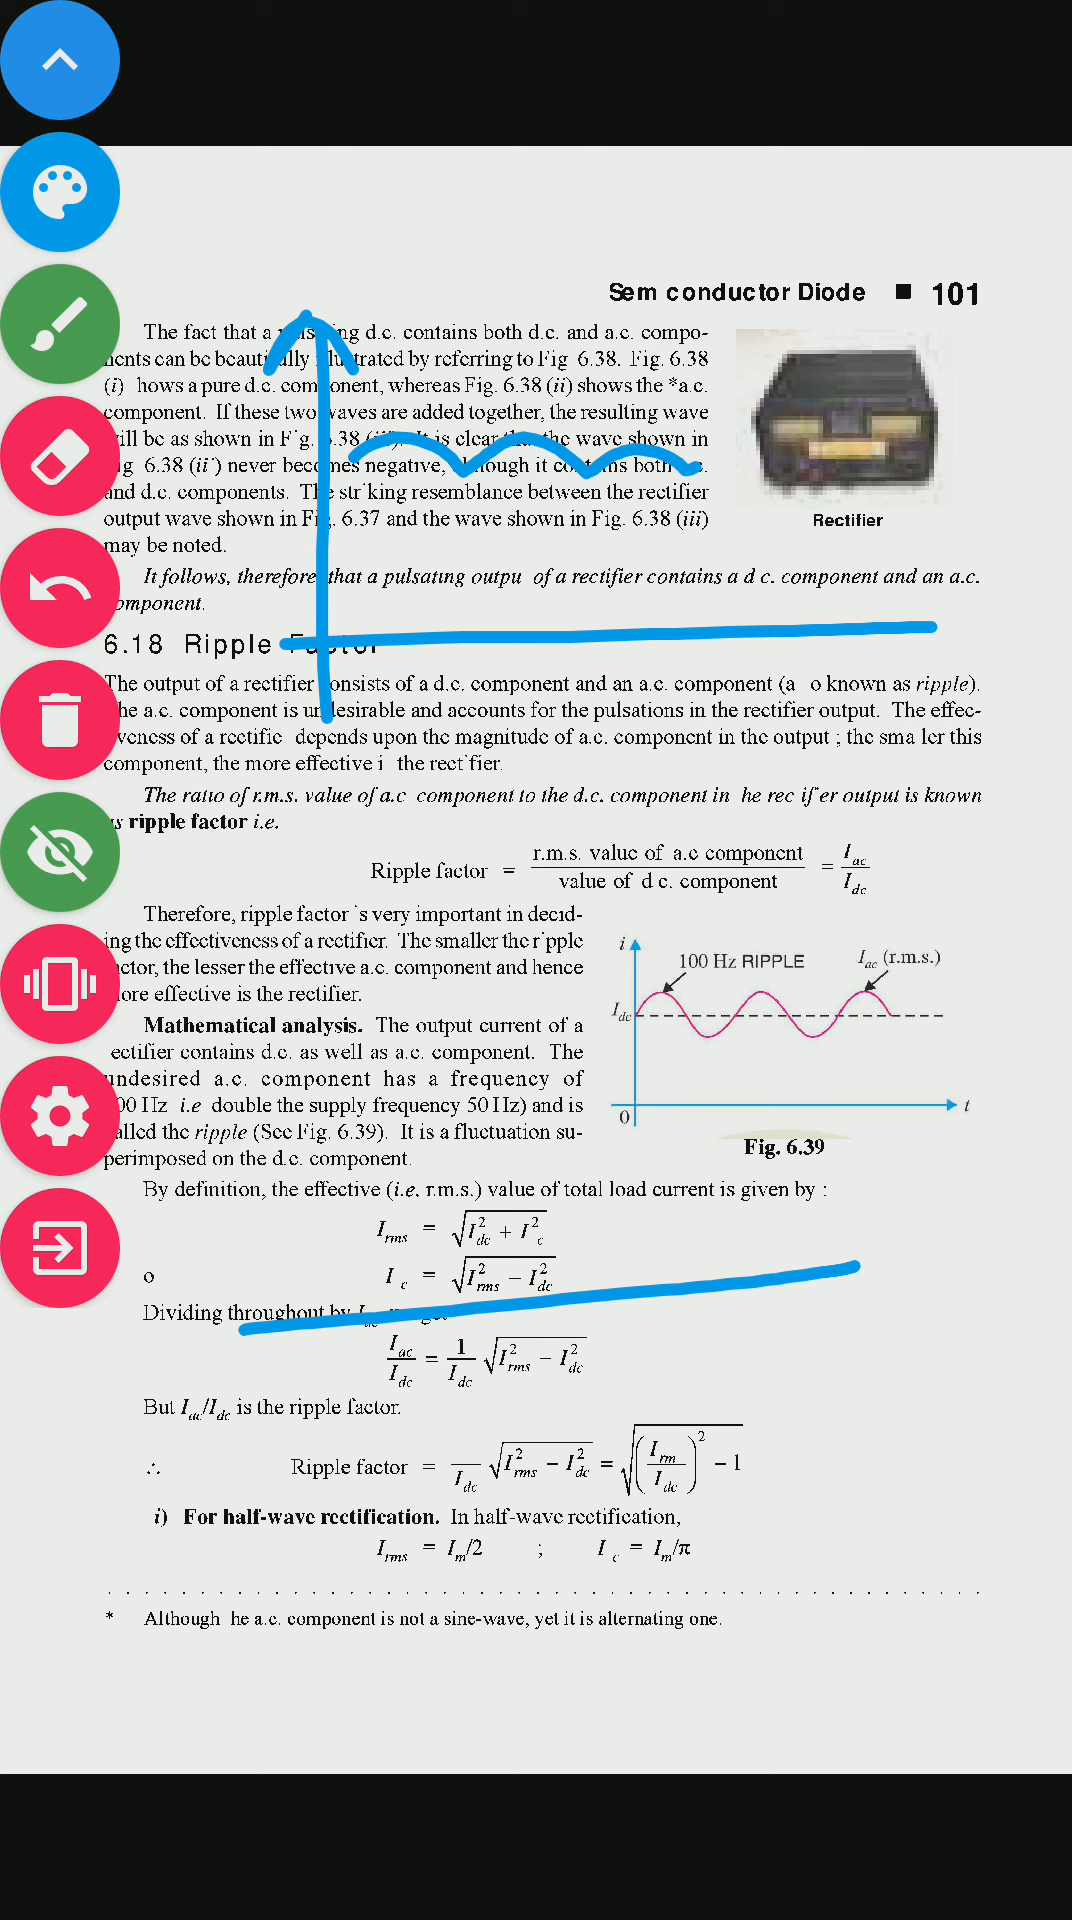 Sem conductor Diode ■ 101
The fact that a pulsating d.c. contains both d.c. and a.c. compo-
nents can be beautifully illustrated by referring to Fig 6.38. Fig. 6.38
(i) hows a pure d.c. component, whereas Fig. 6.38 (ii) shows the *a.c.
component. If these two waves are added together, the resulting wave
will be as shown in Fig. 6.38 (iii). It is clear that the wave shown in
Fig 6.38 (ii ) never becomes negative, although it contains both a.c.
and d.c. components. The striking resemblance between the rectifier
output wave shown in Fig. 6.37 and the wave shown in Fig. 6.38 (iii)
may be noted.
Rectifier
It follows, therefore, that a pulsating outpu of a rectifier contains a d c. component and an a.c.
component.
6.18 Ripple Factor
The output of a rectifier consists of a d.c. component and an a.c. component (a o known as ripple).
The a.c. component is undesirable and accounts for the pulsations in the rectifier output. The effec-
tiveness of a rectifie depends upon the magnitude of a.c. component in the output ; the sma ler this
component, the more effective i the rectifier.
The ratio of r.m.s. value of a.c component to the d.c. component in he rectifier output is known
as ripple factor i.e.
Ripple factor = r.m.s. value of a.c component / value of d c. component = I_ac / I_dc
Therefore, ripple factor is very important in decid-
ing the effectiveness of a rectifier. The smaller the ripple
factor, the lesser the effective a.c. component and hence
more effective is the rectifier.
Mathematical analysis. The output current of a
rectifier contains d.c. as well as a.c. component. The
undesired a.c. component has a frequency of
100 Hz i.e double the supply frequency 50 Hz) and is
called the ripple (See Fig. 6.39). It is a fluctuation su-
perimposed on the d.c. component.
i
100 Hz RIPPLE
I_ac (r.m.s.)
I_dc
0
t
Fig. 6.39
By definition, the effective (i.e. r.m.s.) value of total load current is given by :
I_rms = √(I²_dc + I²_c)
o I_c = √(I²_rms − I²_dc)
Dividing throughout by I_dc, we get
I_ac / I_dc = 1 / I_dc √(I²_rms − I²_dc)
But I_ac/I_dc is the ripple factor.
∴ Ripple factor = / I_dc √(I²_rms − I²_dc) = √((I_rm / I_dc)² − 1)
i) For half-wave rectification. In half-wave rectification,
I_rms = I_m/2 ; I_c = I_m/π
* Although he a.c. component is not a sine-wave, yet it is alternating one.